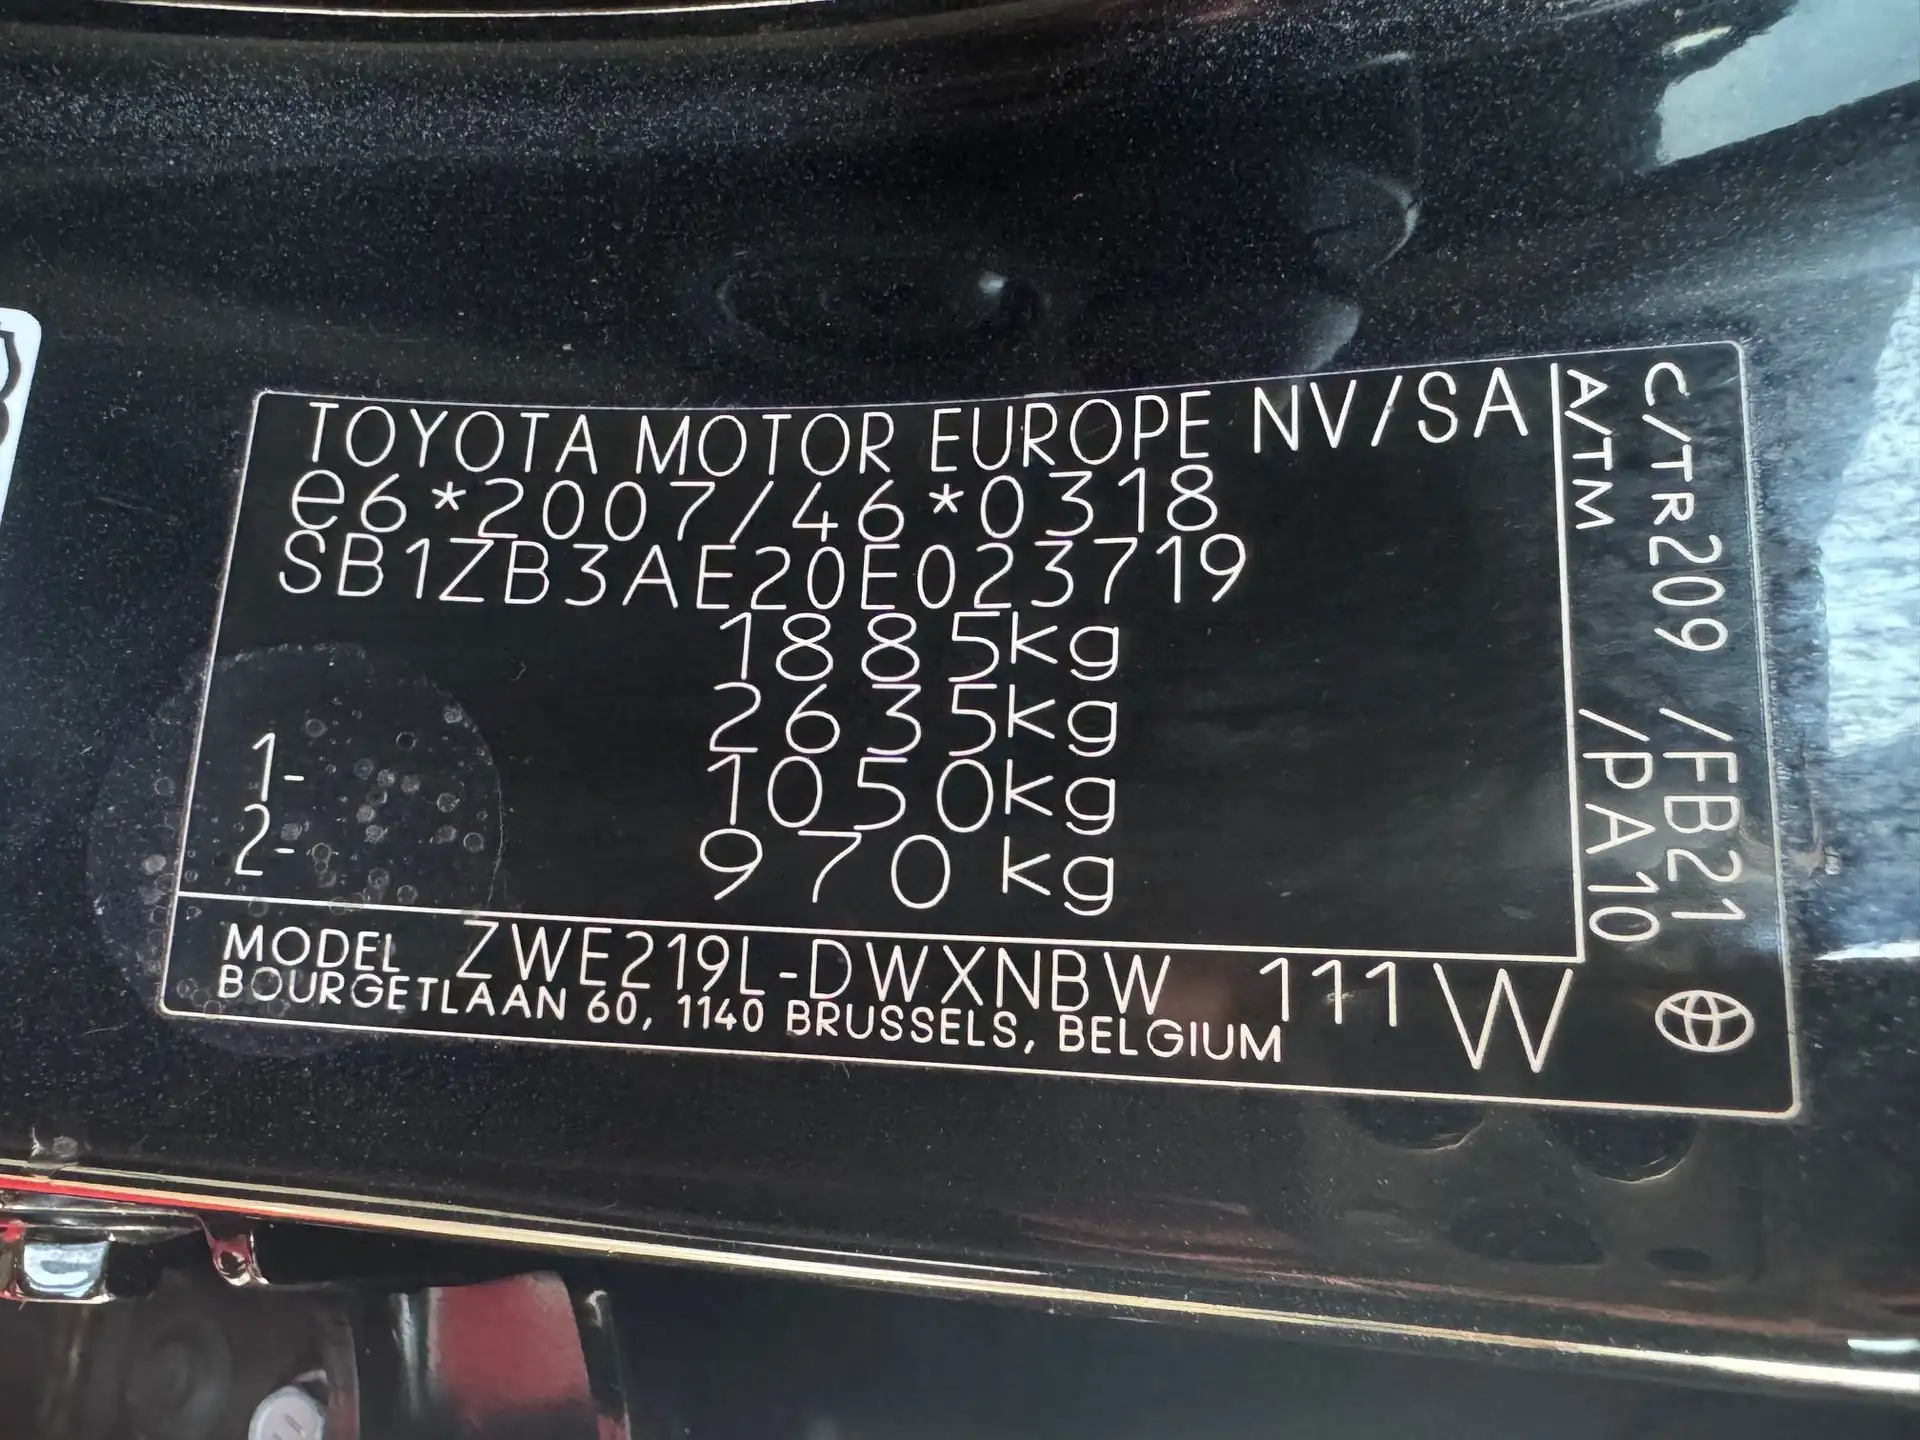 TOYOTA MOTOR EUROPE NV/SA
e6*2007/46*0318
SB1ZB3AE20E023719
1885kg
2635kg
1- 1050kg
2- 970 kg
C/TR209 /FB21
A/TM /PA10
MODEL ZWE219L-DWXNBW 111W
BOURGETLAAN 60, 1140 BRUSSELS, BELGIUM